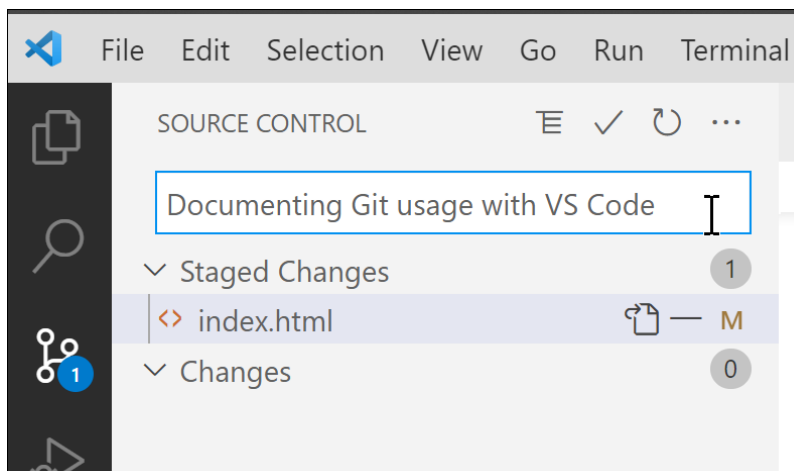 File Edit Selection View Go Run Terminal
SOURCE CONTROL
Documenting Git usage with VS Code
Staged Changes 1
index.html M
1
Changes 0